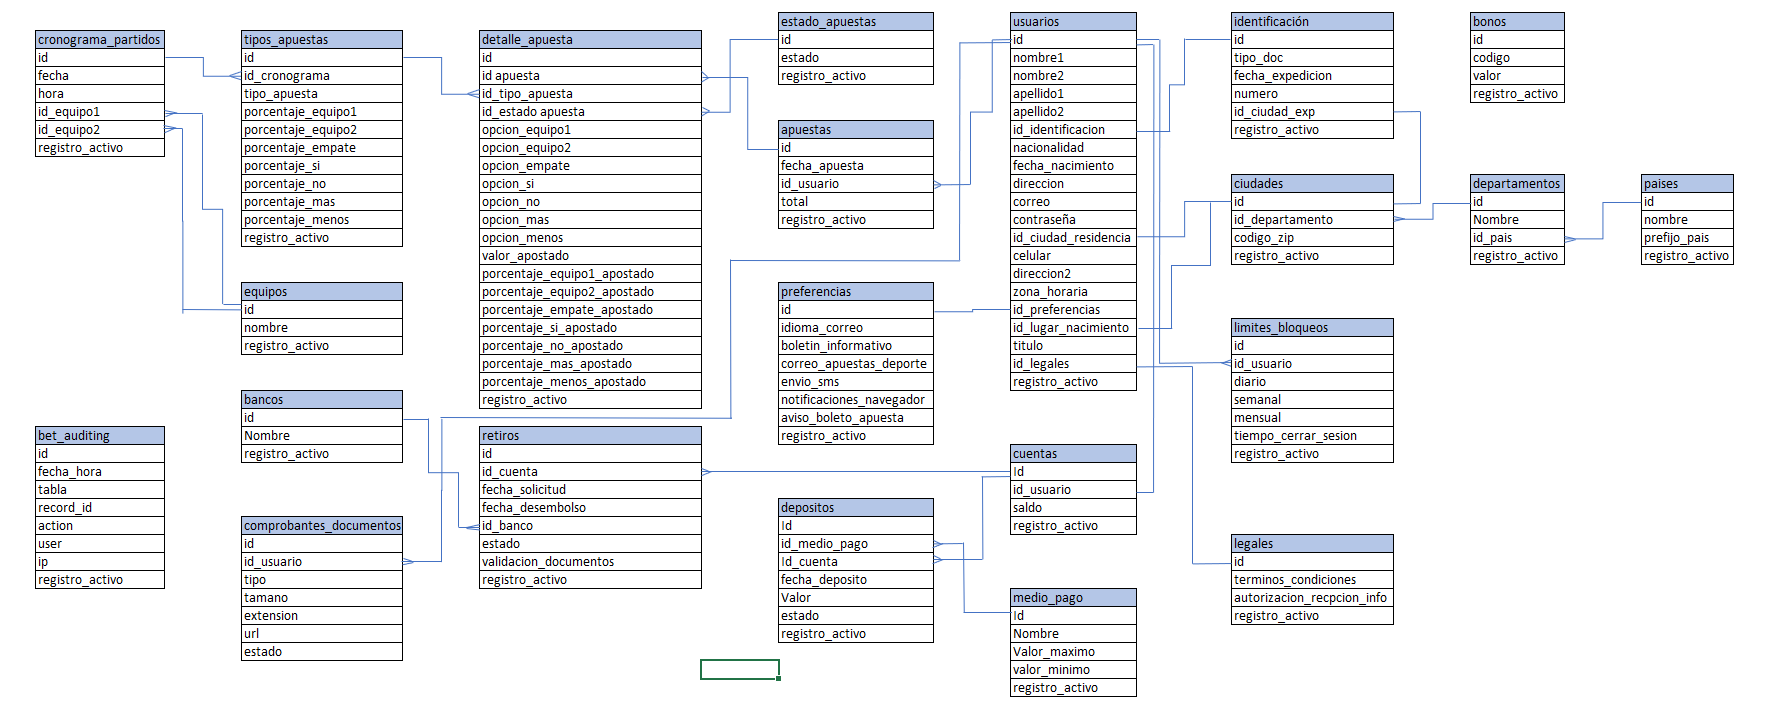 cronograma_partidos
id
fecha
hora
id_equipo1
id_equipo2
registro_activo
tipos_apuestas
id
id_cronograma
tipo_apuesta
porcentaje_equipo1
porcentaje_equipo2
porcentaje_empate
porcentaje_si
porcentaje_no
porcentaje_mas
porcentaje_menos
registro_activo
detalle_apuesta
id
id apuesta
id_tipo_apuesta
id_estado apuesta
opcion_equipo1
opcion_equipo2
opcion_empate
opcion_si
opcion_no
opcion_mas
opcion_menos
valor_apostado
porcentaje_equipo1_apostado
porcentaje_equipo2_apostado
porcentaje_empate_apostado
porcentaje_si_apostado
porcentaje_no_apostado
porcentaje_mas_apostado
porcentaje_menos_apostado
registro_activo
estado_apuestas
id
estado
registro_activo
apuestas
id
fecha_apuesta
id_usuario
total
registro_activo
usuarios
id
nombre1
nombre2
apellido1
apellido2
id_identificacion
nacionalidad
fecha_nacimiento
direccion
correo
contraseña
id_ciudad_residencia
celular
direccion2
zona_horaria
id_preferencias
id_lugar_nacimiento
titulo
id_legales
registro_activo
identificación
id
tipo_doc
fecha_expedicion
numero
id_ciudad_exp
registro_activo
bonos
id
codigo
valor
registro_activo
ciudades
id
id_departamento
codigo_zip
registro_activo
departamentos
id
Nombre
id_pais
registro_activo
paises
id
nombre
prefijo_pais
registro_activo
equipos
id
nombre
registro_activo
preferencias
id
idioma_correo
boletin_informativo
correo_apuestas_deporte
envio_sms
notificaciones_navegador
aviso_boleto_apuesta
registro_activo
limites_bloqueos
id
id_usuario
diario
semanal
mensual
tiempo_cerrar_sesion
registro_activo
bancos
id
Nombre
registro_activo
bet_auditing
id
fecha_hora
tabla
record_id
action
user
ip
registro_activo
comprobantes_documentos
id
id_usuario
tipo
tamano
extension
url
estado
retiros
id
id_cuenta
fecha_solicitud
fecha_desembolso
id_banco
estado
validacion_documentos
registro_activo
depositos
Id
id_medio_pago
Id_cuenta
fecha_deposito
Valor
estado
registro_activo
cuentas
Id
id_usuario
saldo
registro_activo
medio_pago
Id
Nombre
Valor_maximo
valor_minimo
registro_activo
legales
id
terminos_condiciones
autorizacion_recpcion_info
registro_activo